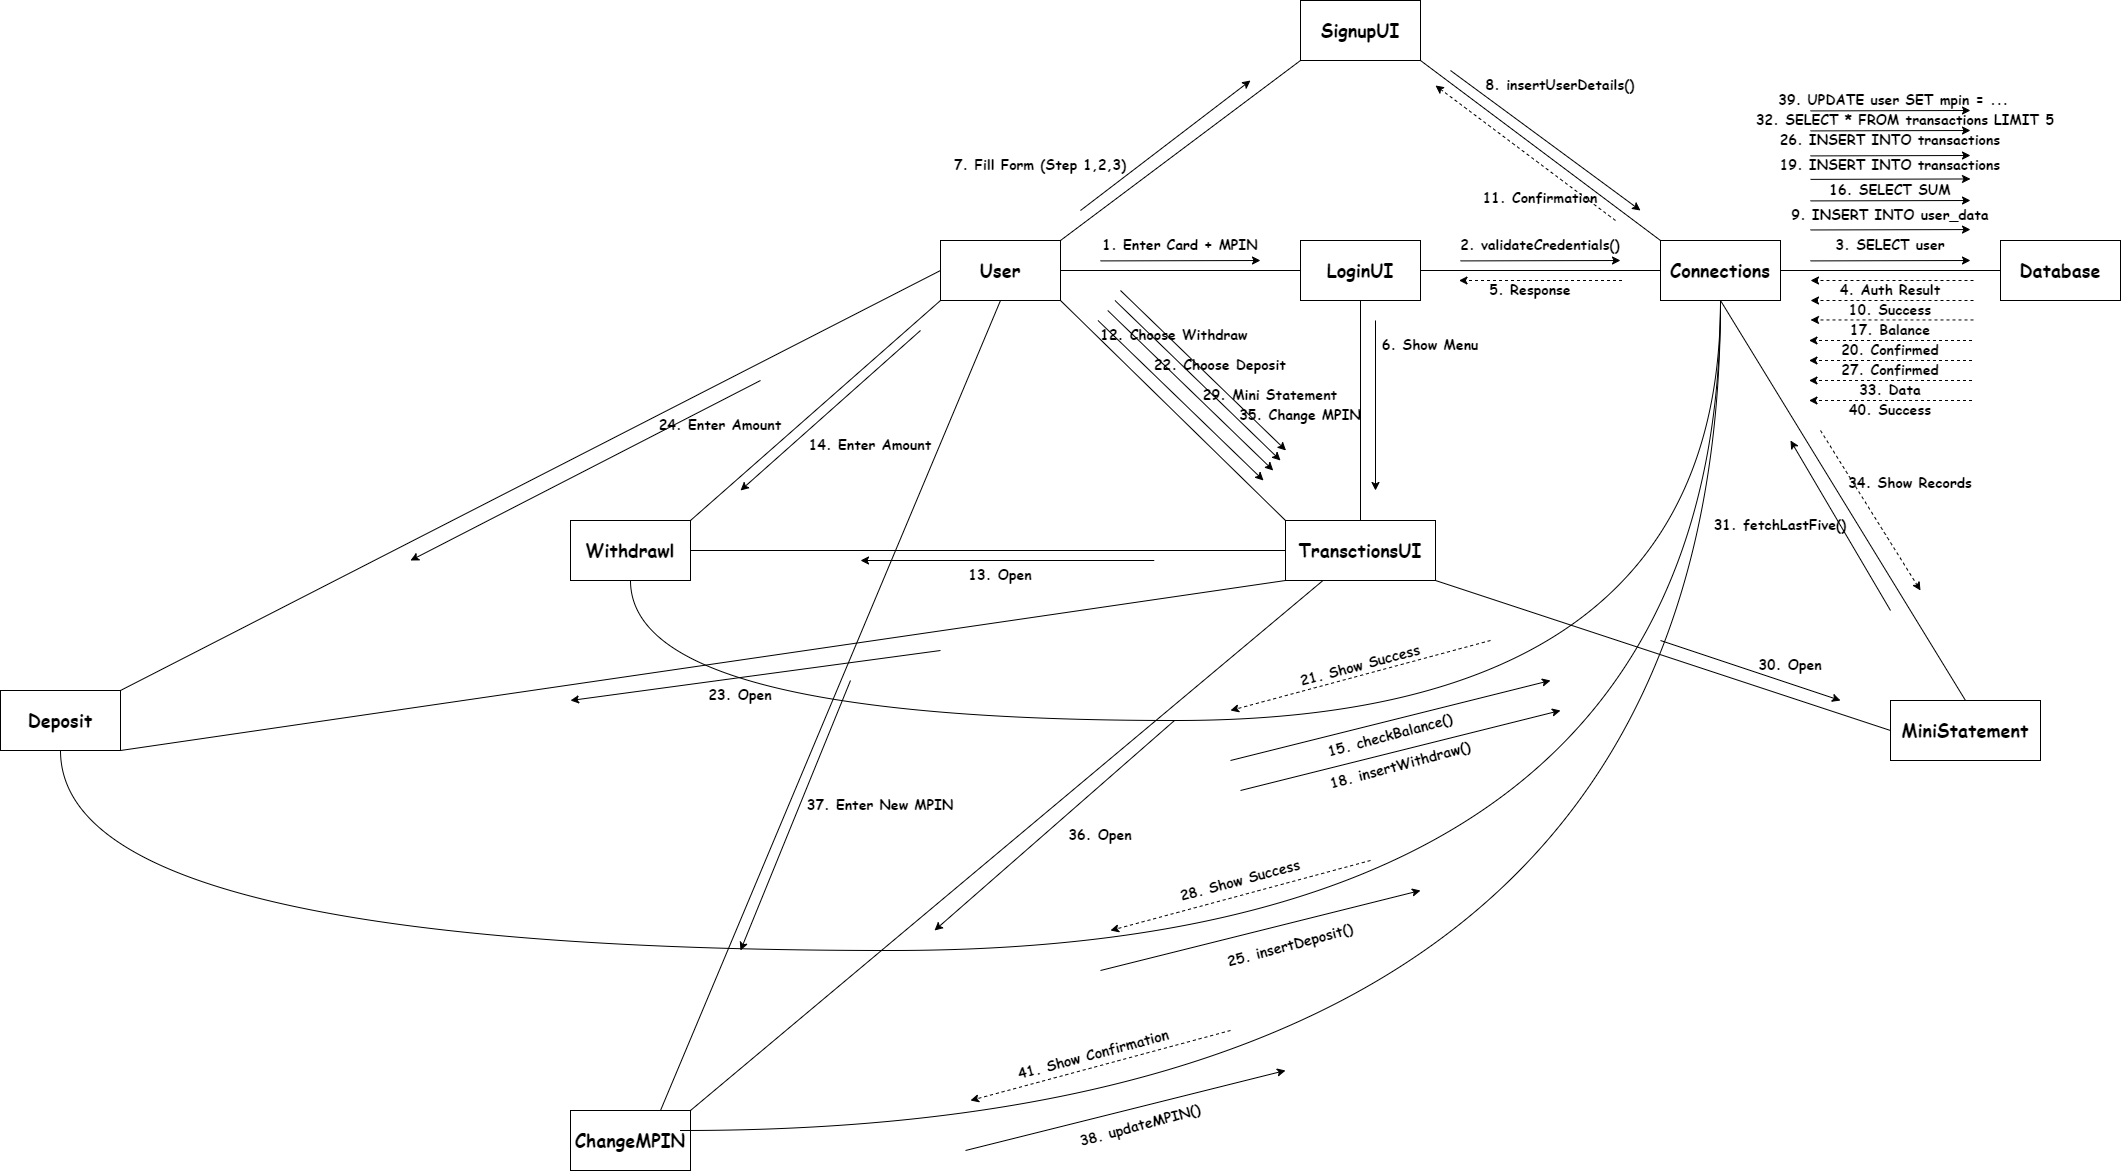 SignupUI
8. insertUserDetails()
39. UPDATE user SET mpin = ...
32. SELECT * FROM transactions LIMIT 5
26. INSERT INTO transactions
7. Fill Form (Step 1,2,3)
19. INSERT INTO transactions
16. SELECT SUM
11. Confirmation
9. INSERT INTO user_data
1. Enter Card + MPIN
2. validateCredentials()
3. SELECT user
User
LoginUI
Connections
Database
5. Response
4. Auth Result
10. Success
17. Balance
20. Confirmed
27. Confirmed
33. Data
40. Success
12. Choose Withdraw
6. Show Menu
22. Choose Deposit
29. Mini Statement
35. Change MPIN
24. Enter Amount
14. Enter Amount
34. Show Records
31. fetchLastFive()
Withdrawl
TransctionsUI
13. Open
21. Show Success
30. Open
23. Open
Deposit
15. checkBalance()
MiniStatement
18. insertWithdraw()
37. Enter New MPIN
36. Open
28. Show Success
25. insertDeposit()
41. Show Confirmation
38. updateMPIN()
ChangeMPIN